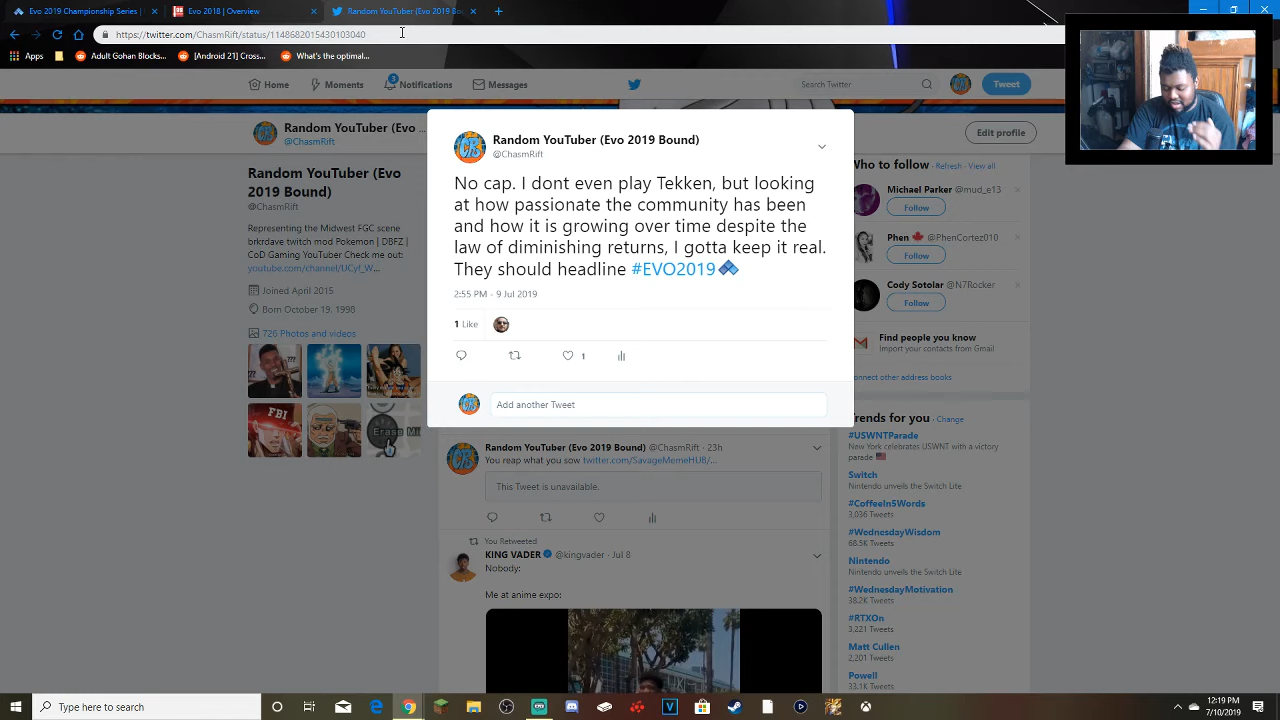 Evo 2019 Championship Series |
Evo 2018 | Overview
Random YouTuber (Evo 2019 Bo
https://twitter.com/ChasmRift/status/1148682015430103040
Apps
Adult Gohan Blocks...
[Android 21] Cross...
What's the optimal...
Home
Moments
3
Notifications
Messages
Search Twitter
Tweet
Random YouTuber (Evo ...
@ChasmRift
Edit profile
Random YouTuber (Evo
2019 Bound)
@ChasmRift
Representing the Midwest FGC scene
brkrdave twitch mod Pokemon | DBFZ |
CoD Gaming YouTuber Check me out:
youtube.com/channel/UCyf_W...
Joined April 2015
Born October 19, 1998
726 Photos and videos
FBI
Erase
CB
Random YouTuber (Evo 2019 Bound)
@ChasmRift
No cap. I dont even play Tekken, but looking
at how passionate the community has been
and how it is growing over time despite the
law of diminishing returns, I gotta keep it real.
They should headline #EVO2019
2:55 PM - 9 Jul 2019
1 Like
1
Add another Tweet
Random YouTuber (Evo 2019 Bound) @ChasmRift · 23h
You reap what you sow twitter.com/SavageMemeHUB/...
This Tweet is unavailable.
You Retweeted
KING VADER @kingvader · Jul 8
Nobody:
Me at anime expo:
Who to follow · Refresh · View all
Michael Parker @mud_e13
Follow
Phen @PhenCortez010
Follow
Cody Sotolar @N7Rocker
Follow
Find people you know
Import your contacts from Gmail
onnect other address books
Trends for you · Change
#USWNTParade
New York celebrates USWNT with a victory
parade
Switch
Nintendo unveils the Switch Lite
#CoffeeIn5Words
3,036 Tweets
#WednesdayWisdom
68.5K Tweets
Nintendo
Nintendo unveils the Switch Lite
#WednesdayMotivation
38.2K Tweets
#RTXOn
3,221 Tweets
Matt Cullen
2,201 Tweets
Powell
33.1K Tweets
Type here to search
12:19 PM
7/10/2019